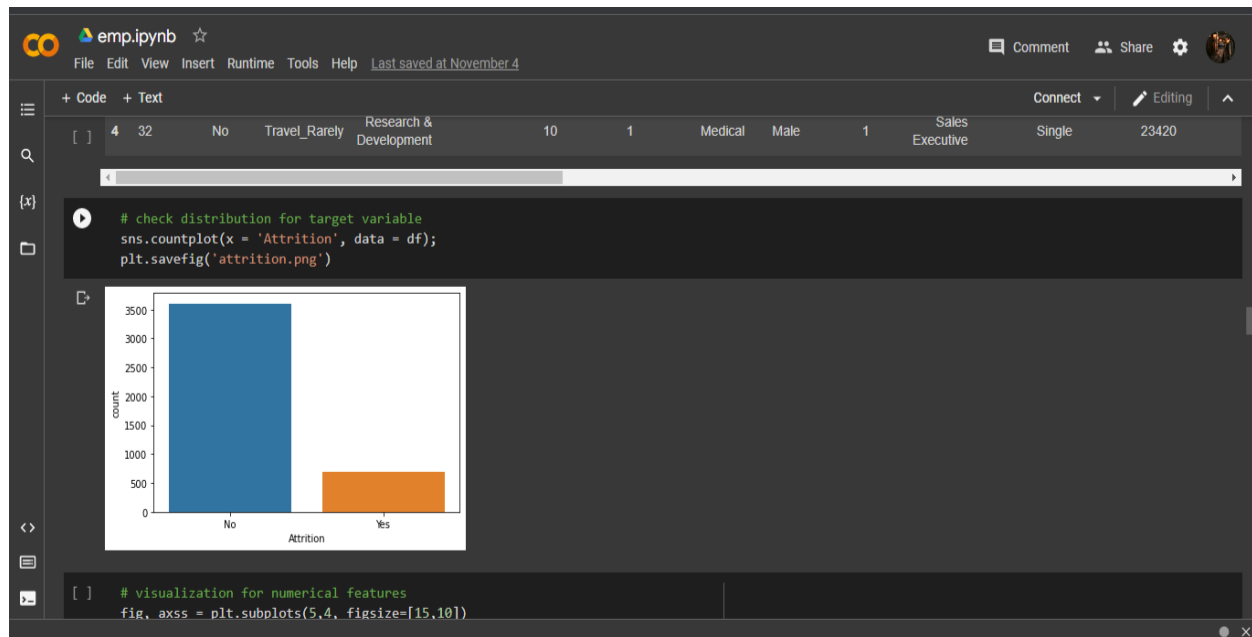 CO emp.ipynb
File Edit View Insert Runtime Tools Help Last saved at November 4
Comment Share
+ Code + Text
Connect Editing
[ ] 4 32 No Travel_Rarely Research & Development 10 1 Medical Male 1 Sales Executive Single 23420
{x}
# check distribution for target variable
sns.countplot(x = 'Attrition', data = df);
plt.savefig('attrition.png')
3500
3000
2500
2000
1500
1000
500
0
count
No Yes
Attrition
<>
[ ] # visualization for numerical features
fig, axss = plt.subplots(5,4, figsize=[15,10])